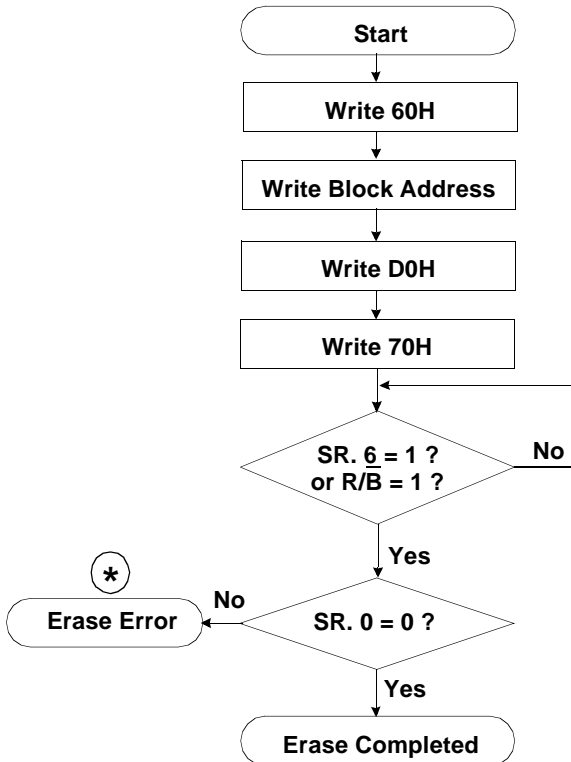 Start
Write 60H
Write Block Address
Write D0H
Write 70H
SR. 6 = 1 ?
or R/B̅ = 1 ?
No
Yes
*
No
Erase Error
SR. 0 = 0 ?
Yes
Erase Completed